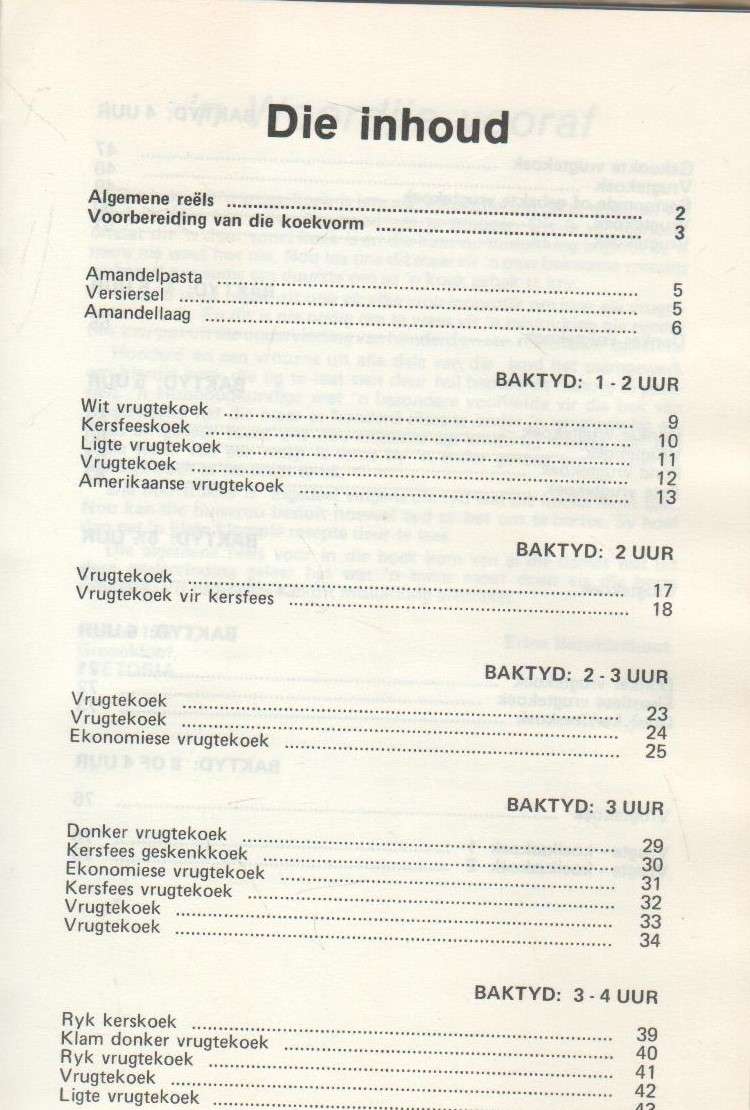 Die inhoud
Algemene reëls 2
Voorbereiding van die koekvorm 3
Amandelpasta 5
Versiersel 5
Amandellaag 6
BAKTYD: 1 - 2 UUR
Wit vrugtekoek 9
Kersfeeskoek 10
Ligte vrugtekoek 11
Vrugtekoek 12
Amerikaanse vrugtekoek 13
BAKTYD: 2 UUR
Vrugtekoek 17
Vrugtekoek vir kersfees 18
BAKTYD: 2 - 3 UUR
Vrugtekoek 23
Vrugtekoek 24
Ekonomiese vrugtekoek 25
BAKTYD: 3 UUR
Donker vrugtekoek 29
Kersfees geskenkkoek 30
Ekonomiese vrugtekoek 31
Kersfees vrugtekoek 32
Vrugtekoek 33
Vrugtekoek 34
BAKTYD: 3 - 4 UUR
Ryk kerskoek 39
Klam donker vrugtekoek 40
Ryk vrugtekoek 41
Vrugtekoek 42
Ligte vrugtekoek